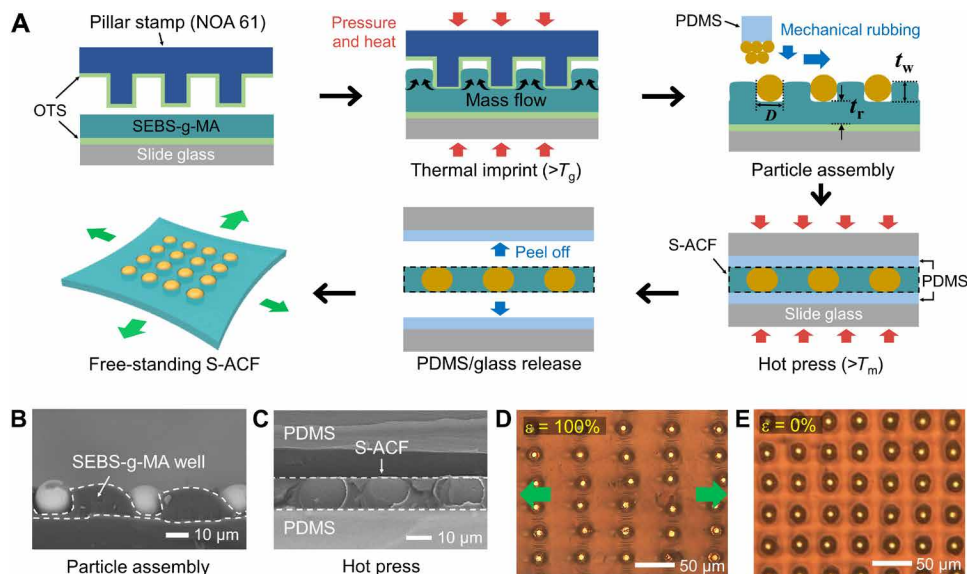 A
Pillar stamp (NOA 61)
OTS
SEBS-g-MA
Slide glass
Pressure
and heat
Mass flow
Thermal imprint (>Tg)
PDMS
Mechanical rubbing
tw
tr
D
Particle assembly
Free-standing S-ACF
Peel off
PDMS/glass release
S-ACF
PDMS
Slide glass
Hot press (>Tm)
B
SEBS-g-MA well
10 μm
Particle assembly
C
PDMS
S-ACF
PDMS
10 μm
Hot press
D
ε = 100%
50 μm
E
ε = 0%
50 μm